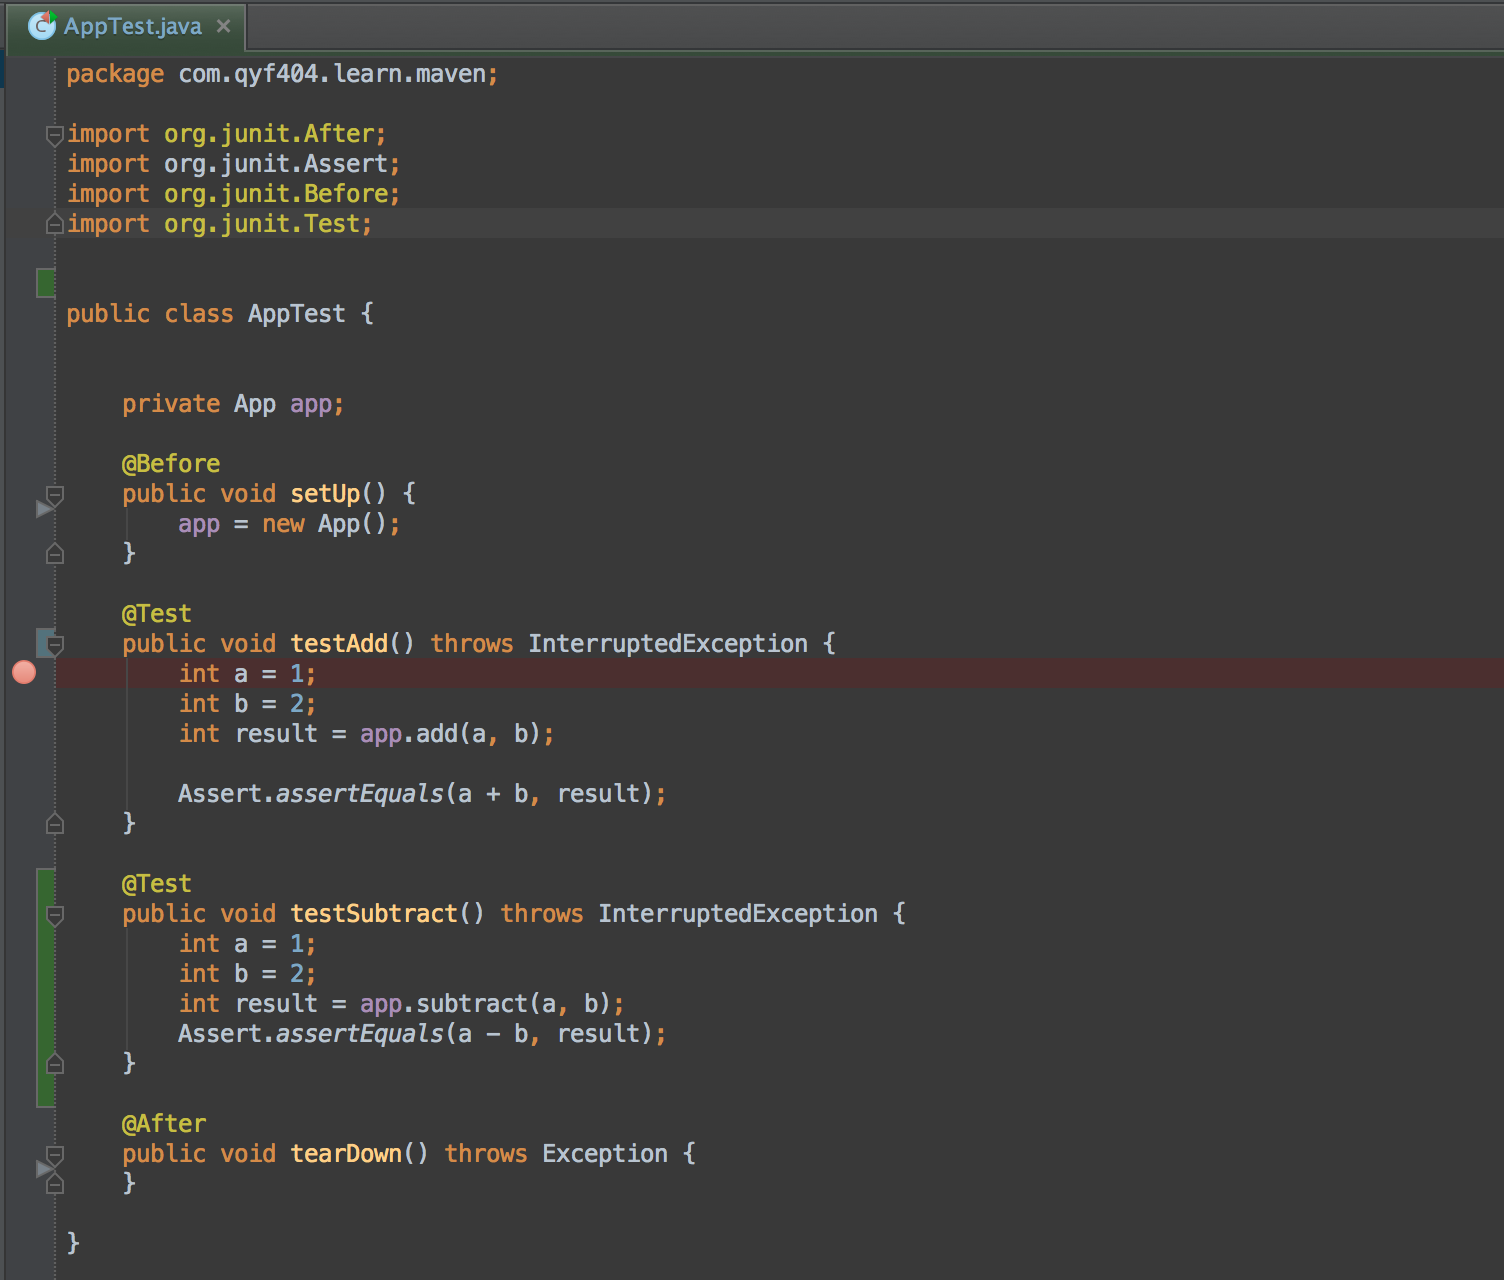 AppTest.java
package com.qyf404.learn.maven;
import org.junit.After;
import org.junit.Assert;
import org.junit.Before;
import org.junit.Test;
public class AppTest {
private App app;
@Before
public void setUp() {
app = new App();
}
@Test
public void testAdd() throws InterruptedException {
int a = 1;
int b = 2;
int result = app.add(a, b);
Assert.assertEquals(a + b, result);
}
@Test
public void testSubtract() throws InterruptedException {
int a = 1;
int b = 2;
int result = app.subtract(a, b);
Assert.assertEquals(a - b, result);
}
@After
public void tearDown() throws Exception {
}
}